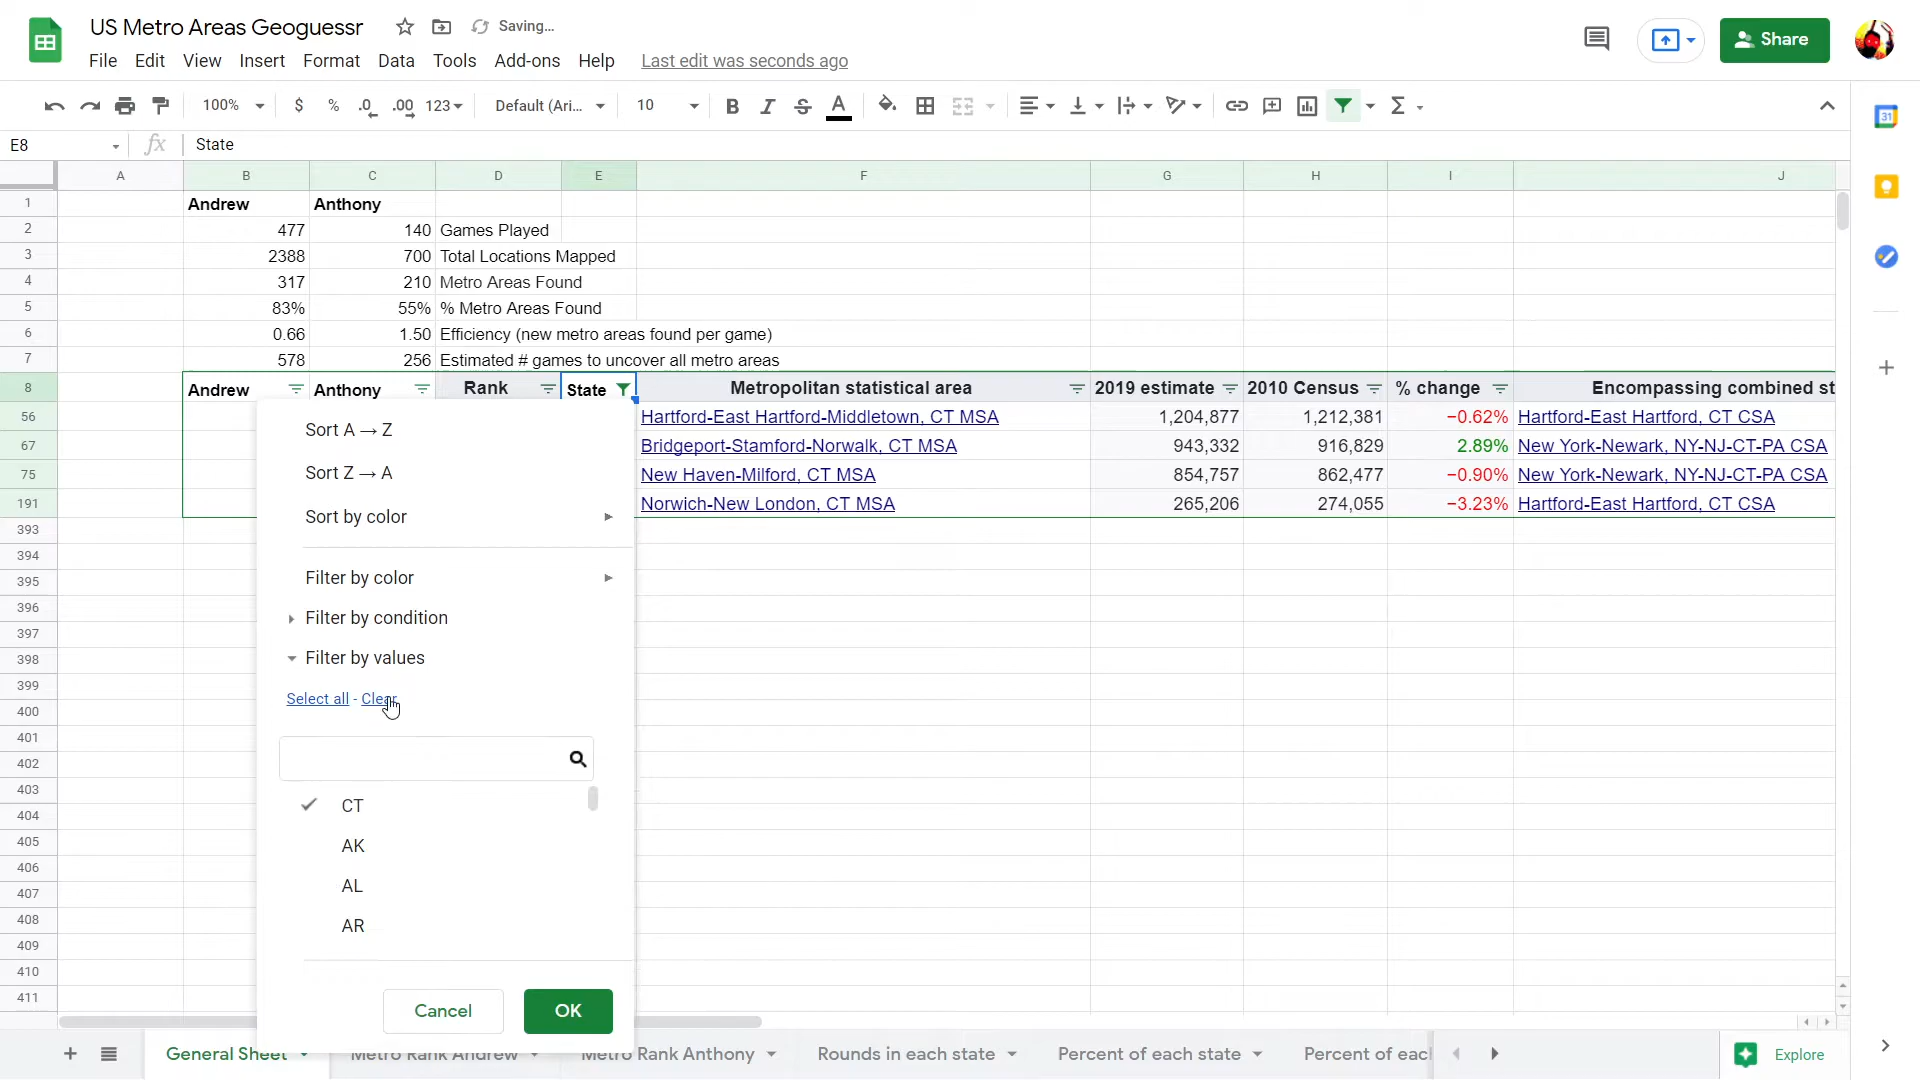 US Metro Areas Geoguessr Saving...
File Edit View Insert Format Data Tools Add-ons Help Last edit was seconds ago
Share
100% $ % .0 .00 123 Default (Ari... 10 B I S A Σ
31
E8 fx State
A B C D E F G H I J
1 Andrew Anthony
2 477 140 Games Played
3 2388 700 Total Locations Mapped
4 317 210 Metro Areas Found
5 83% 55% % Metro Areas Found
6 0.66 1.50 Efficiency (new metro areas found per game)
7 578 256 Estimated # games to uncover all metro areas
8 Andrew Anthony Rank State Metropolitan statistical area 2019 estimate 2010 Census % change Encompassing combined st
56 Hartford-East Hartford-Middletown, CT MSA 1,204,877 1,212,381 −0.62% Hartford-East Hartford, CT CSA
67 Bridgeport-Stamford-Norwalk, CT MSA 943,332 916,829 2.89% New York-Newark, NY-NJ-CT-PA CSA
75 New Haven-Milford, CT MSA 854,757 862,477 −0.90% New York-Newark, NY-NJ-CT-PA CSA
191 Norwich-New London, CT MSA 265,206 274,055 −3.23% Hartford-East Hartford, CT CSA
393
394
395
396
397
398
399
400
401
402
403
404
405
406
407
408
409
410
411
Sort A → Z
Sort Z → A
Sort by color
Filter by color
Filter by condition
Filter by values
Select all - Clear
CT
AK
AL
AR
Cancel OK
General Sheet Metro Rank Andrew Metro Rank Anthony Rounds in each state Percent of each state Percent of eacl Explore